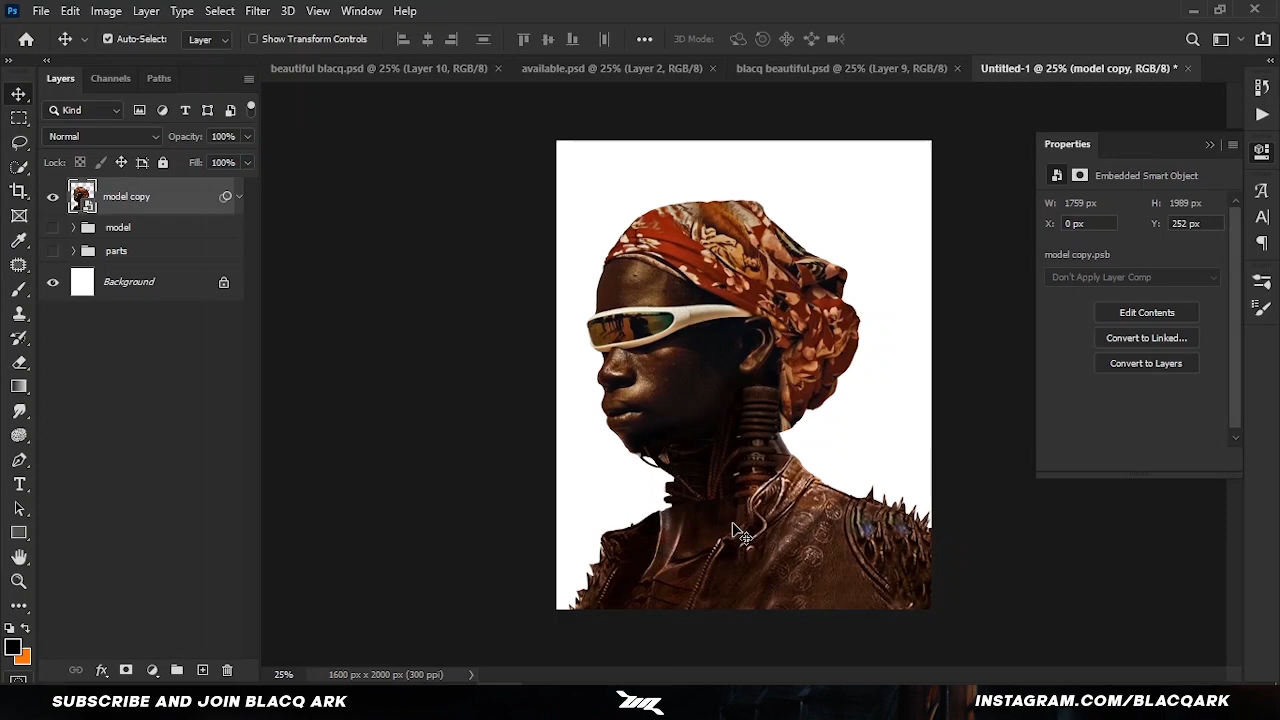 Ps File Edit Image Layer Type Select Filter 3D View Window Help
Auto-Select: Layer Show Transform Controls 3D Mode:
Layers Channels Paths
beautiful blacq.psd @ 25% (Layer 10, RGB/8) available.psd @ 25% (Layer 2, RGB/8) blacq beautiful.psd @ 25% (Layer 9, RGB/8) Untitled-1 @ 25% (model copy, RGB/8) *
Kind
Normal Opacity: 100%
Lock: Fill: 100%
model copy
model
parts
Background
Properties
Embedded Smart Object
W: 1759 px H: 1989 px
X: 0 px Y: 252 px
model copy.psb
Don't Apply Layer Comp
Edit Contents
Convert to Linked...
Convert to Layers
25% 1600 px x 2000 px (300 ppi)
SUBSCRIBE AND JOIN BLACQ ARK INSTAGRAM.COM/BLACQARK